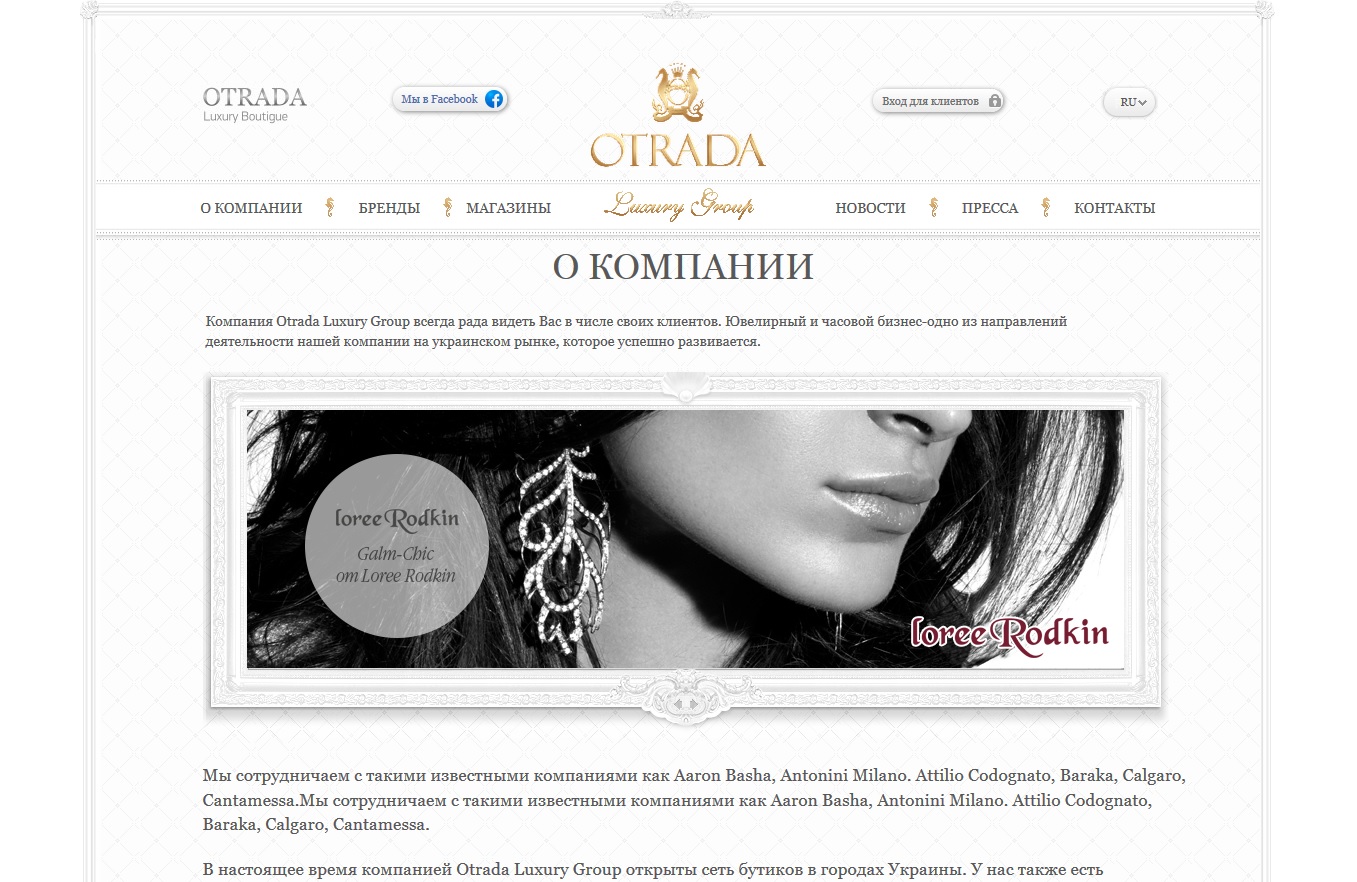 OTRADA
Luxury Boutigue
Мы в Facebook
OTRADA
Luxury Group
Вход для клиентов
RU
О КОМПАНИИ
БРЕНДЫ
МАГАЗИНЫ
НОВОСТИ
ПРЕССА
КОНТАКТЫ
О КОМПАНИИ
Компания Otrada Luxury Group всегда рада видеть Вас в числе своих клиентов. Ювелирный и часовой бизнес-одно из направлений
деятельности нашей компании на украинском рынке, которое успешно развивается.
loree Rodkin
Galm-Chic
от Loree Rodkin
loree Rodkin
Мы сотрудничаем с такими известными компаниями как Aaron Basha, Antonini Milano. Attilio Codognato, Baraka, Calgaro,
Cantamessa.Мы сотрудничаем с такими известными компаниями как Aaron Basha, Antonini Milano. Attilio Codognato,
Baraka, Calgaro, Cantamessa.
В настоящее время компанией Otrada Luxury Group открыты сеть бутиков в городах Украины. У нас также есть